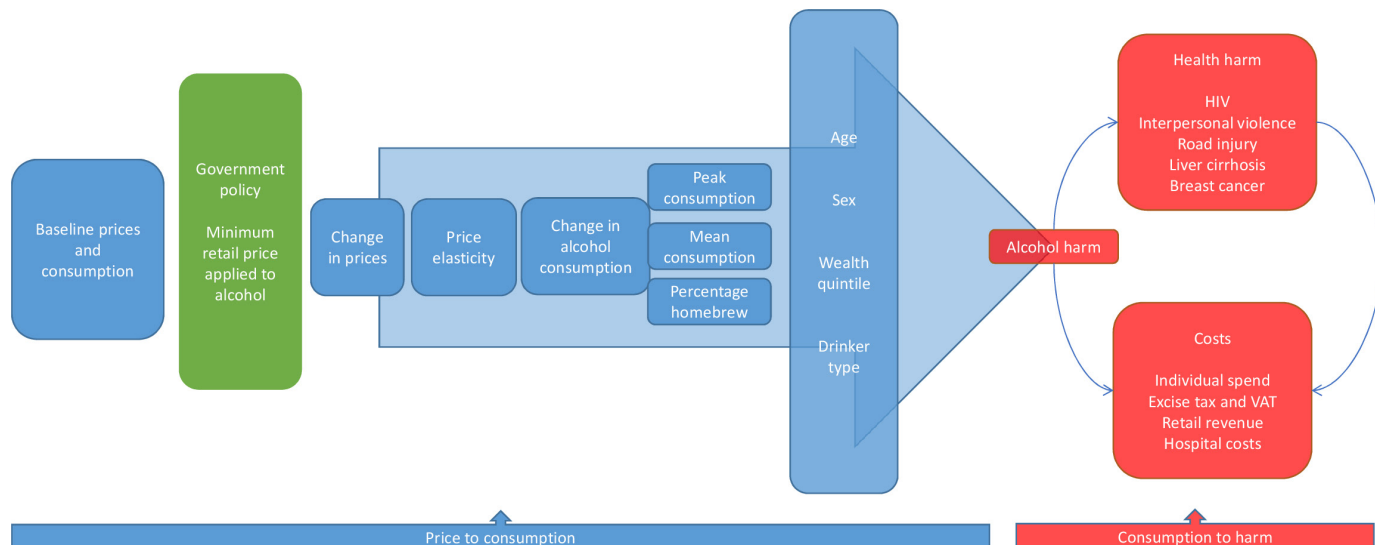 Baseline prices
and
consumption
Government
policy
Minimum
retail price
applied to
alcohol
Change
in prices
Price
elasticity
Change in
alcohol
consumption
Peak
consumption
Mean
consumption
Percentage
homebrew
Age
Sex
Wealth
quintile
Drinker
type
Alcohol harm
Health harm
HIV
Interpersonal violence
Road injury
Liver cirrhosis
Breast cancer
Costs
Individual spend
Excise tax and VAT
Retail revenue
Hospital costs
Price to consumption
Consumption to harm